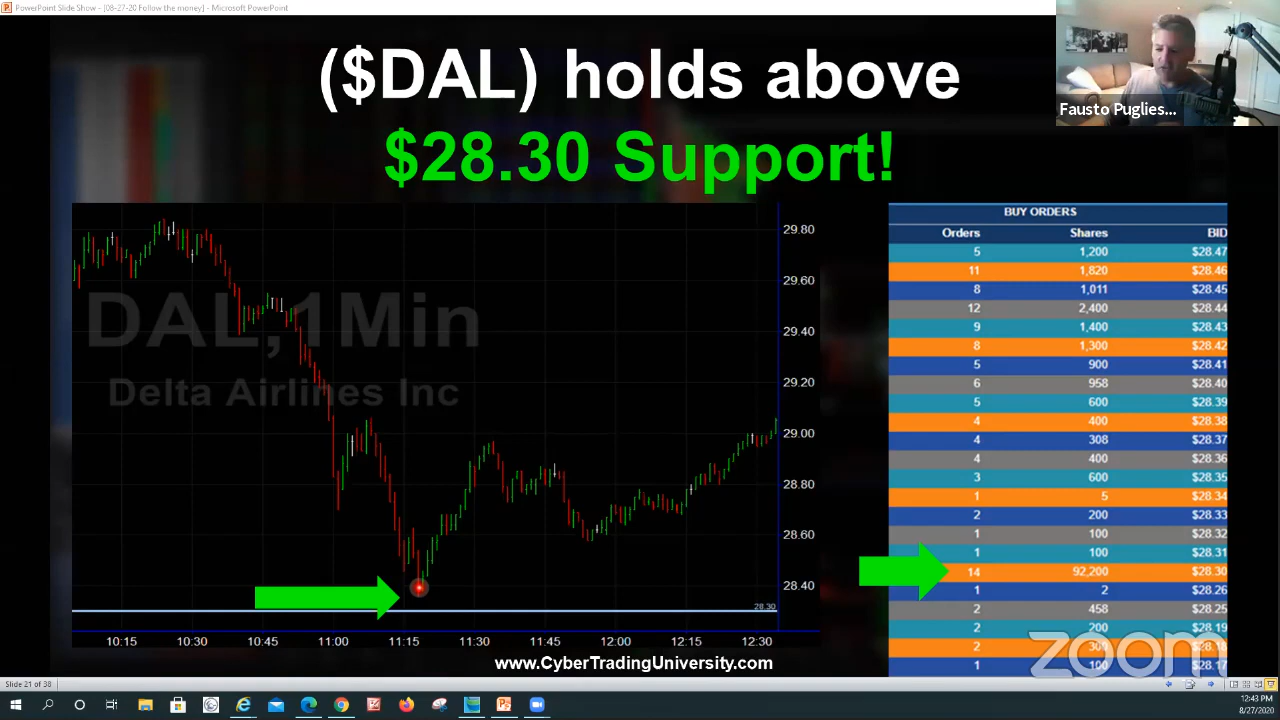 PowerPoint Slide Show - [08-27-20 Follow the money] - Microsoft PowerPoint
($DAL) holds above
$28.30 Support!
Fausto Puglies...
DAL,1Min
Delta Airlines Inc
29.80
29.60
29.40
29.20
29.00
28.80
28.60
28.40
28.30
10:15 10:30 10:45 11:00 11:15 11:30 11:45 12:00 12:15 12:30
BUY ORDERS
Orders Shares BID
5 1,200 $28.47
11 1,820 $28.46
8 1,011 $28.45
12 2,400 $28.44
9 1,400 $28.43
8 1,300 $28.42
5 900 $28.41
6 958 $28.40
5 600 $28.39
4 400 $28.38
4 308 $28.37
4 400 $28.36
3 600 $28.35
1 5 $28.34
2 200 $28.33
1 100 $28.32
1 100 $28.31
14 92,200 $28.30
1 2 $28.26
2 458 $28.25
2 200 $28.19
2 300 $28.18
1 100 $28.17
www.CyberTradingUniversity.com
zoom
Slide 21 of 38
12:43 PM
8/27/2020